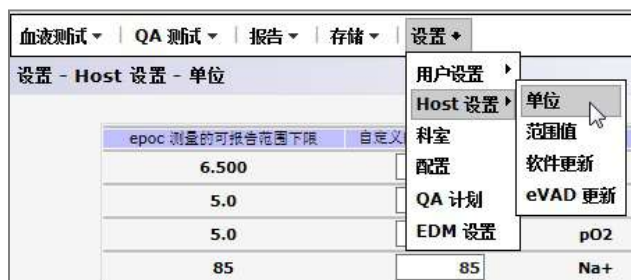 血液测试 QA 测试 报告 存储 设置
设置 - Host 设置 - 单位
用户设置
Host 设置
科室
配置
QA 计划
EDM 设置
单位
范围值
软件更新
eVAD 更新
epoc 测量的可报告范围下限 自定义
6.500
5.0
5.0 pO2
85 85 Na+